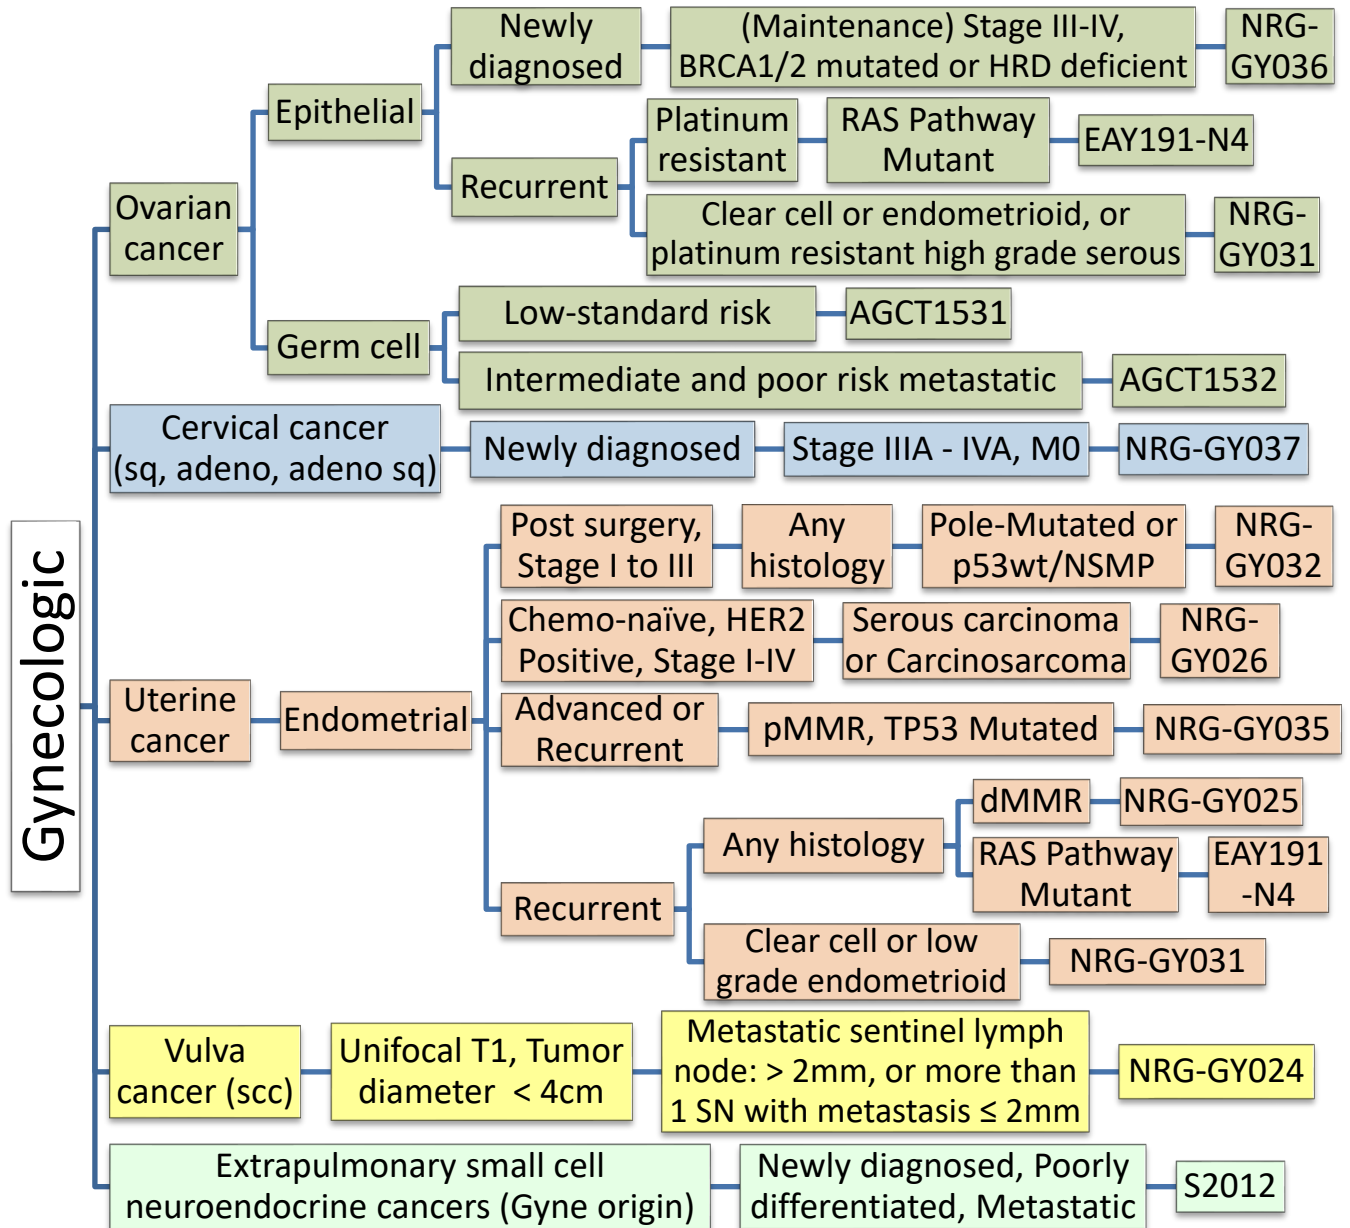 Gynecologic
Ovarian
cancer
Epithelial
Newly
diagnosed
(Maintenance) Stage III-IV,
BRCA1/2 mutated or HRD deficient
NRG-
GY036
Recurrent
Platinum
resistant
RAS Pathway
Mutant
EAY191-N4
Clear cell or endometrioid, or
platinum resistant high grade serous
NRG-
GY031
Germ cell
Low-standard risk
AGCT1531
Intermediate and poor risk metastatic
AGCT1532
Cervical cancer
(sq, adeno, adeno sq)
Newly diagnosed
Stage IIIA - IVA, M0
NRG-GY037
Uterine
cancer
Endometrial
Post surgery,
Stage I to III
Any
histology
Pole-Mutated or
p53wt/NSMP
NRG-
GY032
Chemo-naïve, HER2
Positive, Stage I-IV
Serous carcinoma
or Carcinosarcoma
NRG-
GY026
Advanced or
Recurrent
pMMR, TP53 Mutated
NRG-GY035
Recurrent
Any histology
dMMR
NRG-GY025
RAS Pathway
Mutant
EAY191
-N4
Clear cell or low
grade endometrioid
NRG-GY031
Vulva
cancer (scc)
Unifocal T1, Tumor
diameter < 4cm
Metastatic sentinel lymph
node: > 2mm, or more than
1 SN with metastasis ≤ 2mm
NRG-GY024
Extrapulmonary small cell
neuroendocrine cancers (Gyne origin)
Newly diagnosed, Poorly
differentiated, Metastatic
S2012